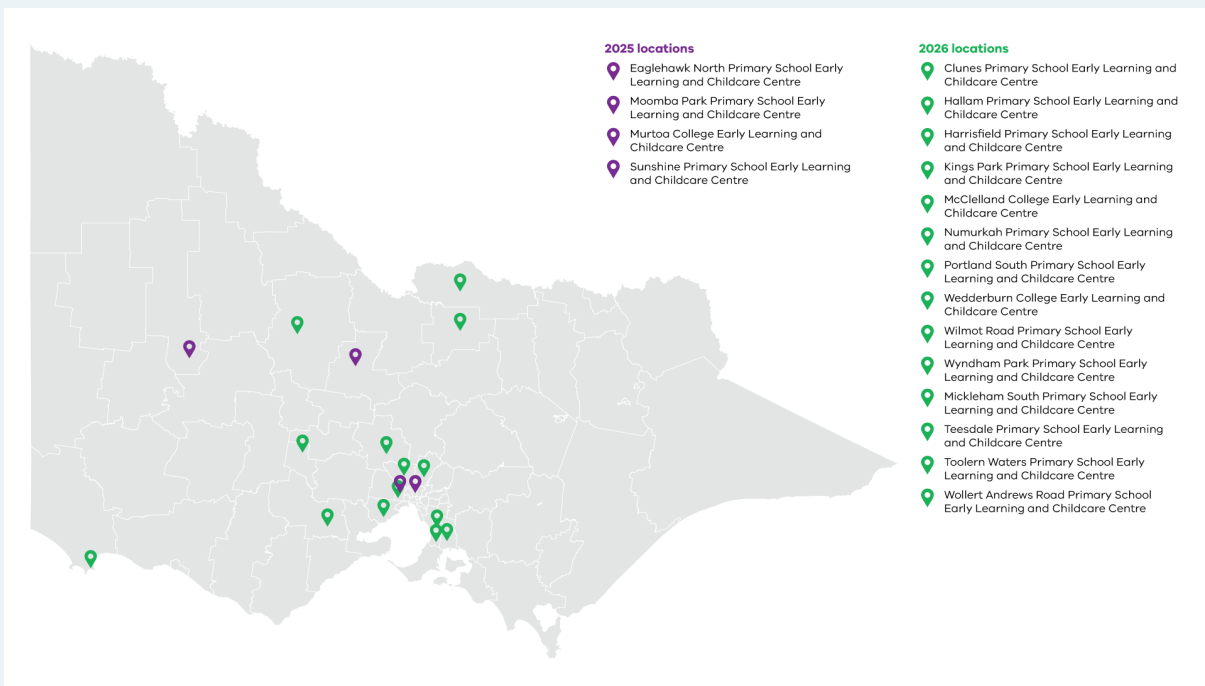 2025 locations
Eaglehawk North Primary School Early
Learning and Childcare Centre
Moomba Park Primary School Early
Learning and Childcare Centre
Murtoa College Early Learning and
Childcare Centre
Sunshine Primary School Early Learning
and Childcare Centre
2026 locations
Clunes Primary School Early Learning and
Childcare Centre
Hallam Primary School Early Learning and
Childcare Centre
Harrisfield Primary School Early Learning
and Childcare Centre
Kings Park Primary School Early Learning
and Childcare Centre
McClelland College Early Learning and
Childcare Centre
Numurkah Primary School Early Learning
and Childcare Centre
Portland South Primary School Early
Learning and Childcare Centre
Wedderburn College Early Learning and
Childcare Centre
Wilmot Road Primary School Early
Learning and Childcare Centre
Wyndham Park Primary School Early
Learning and Childcare Centre
Mickleham South Primary School Early
Learning and Childcare Centre
Teesdale Primary School Early Learning
and Childcare Centre
Toolern Waters Primary School Early
Learning and Childcare Centre
Wollert Andrews Road Primary School
Early Learning and Childcare Centre